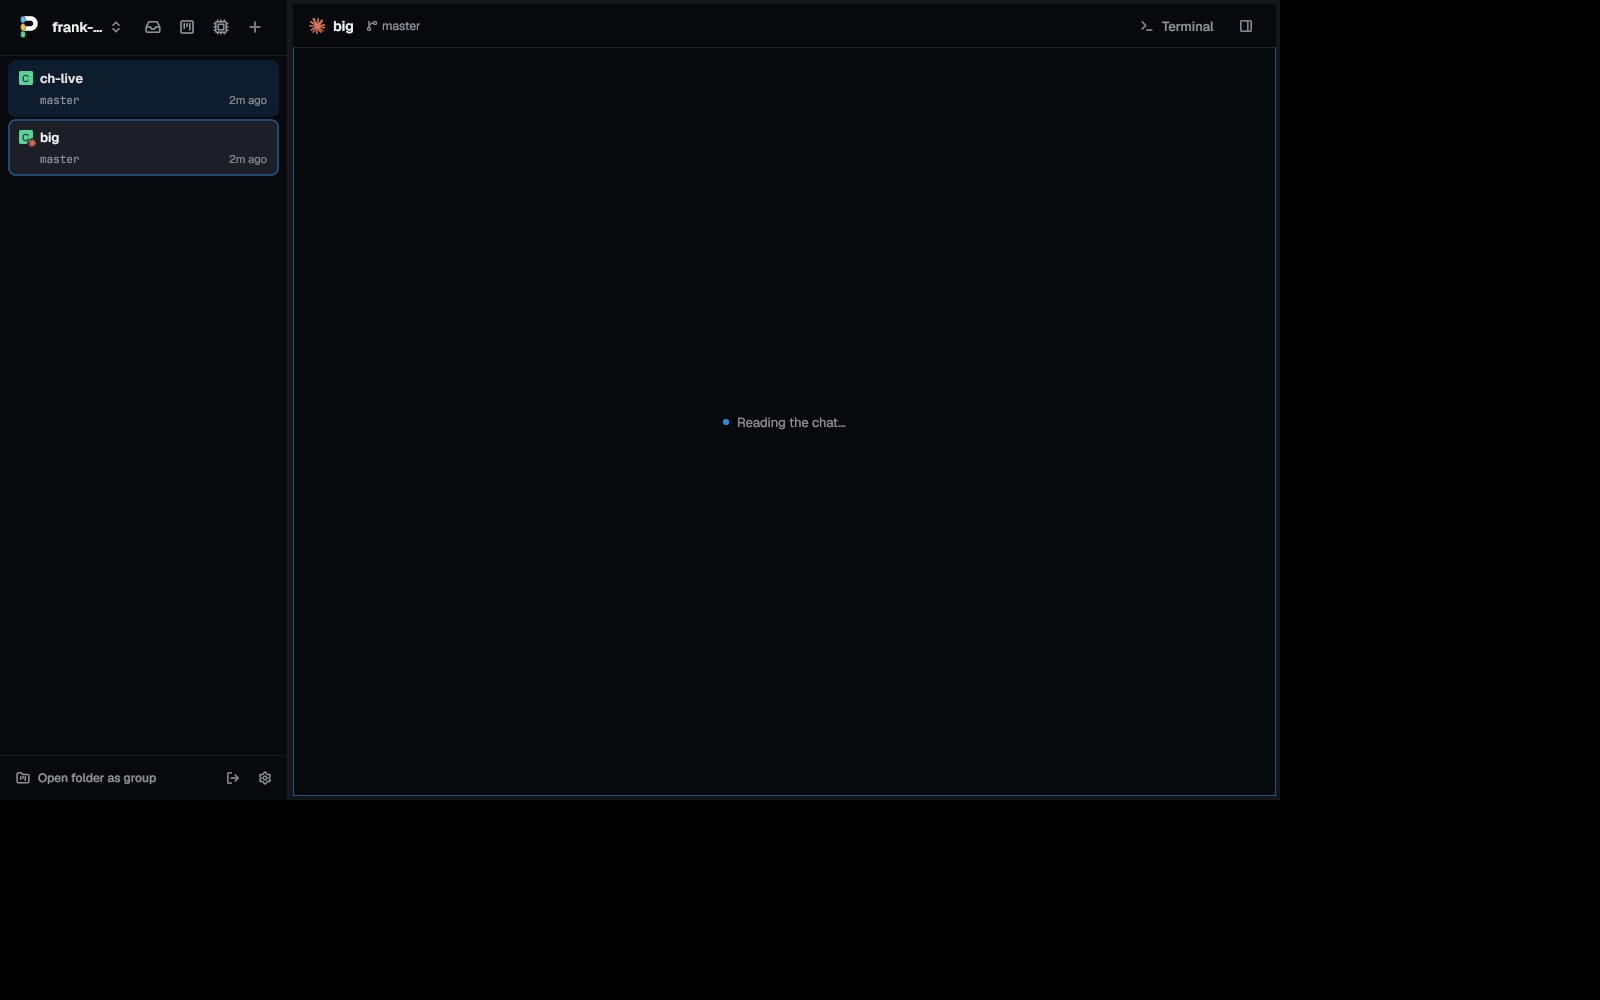 frank-...
ch-live
master 2m ago
big
master 2m ago
Open folder as group
big master
Terminal
Reading the chat...